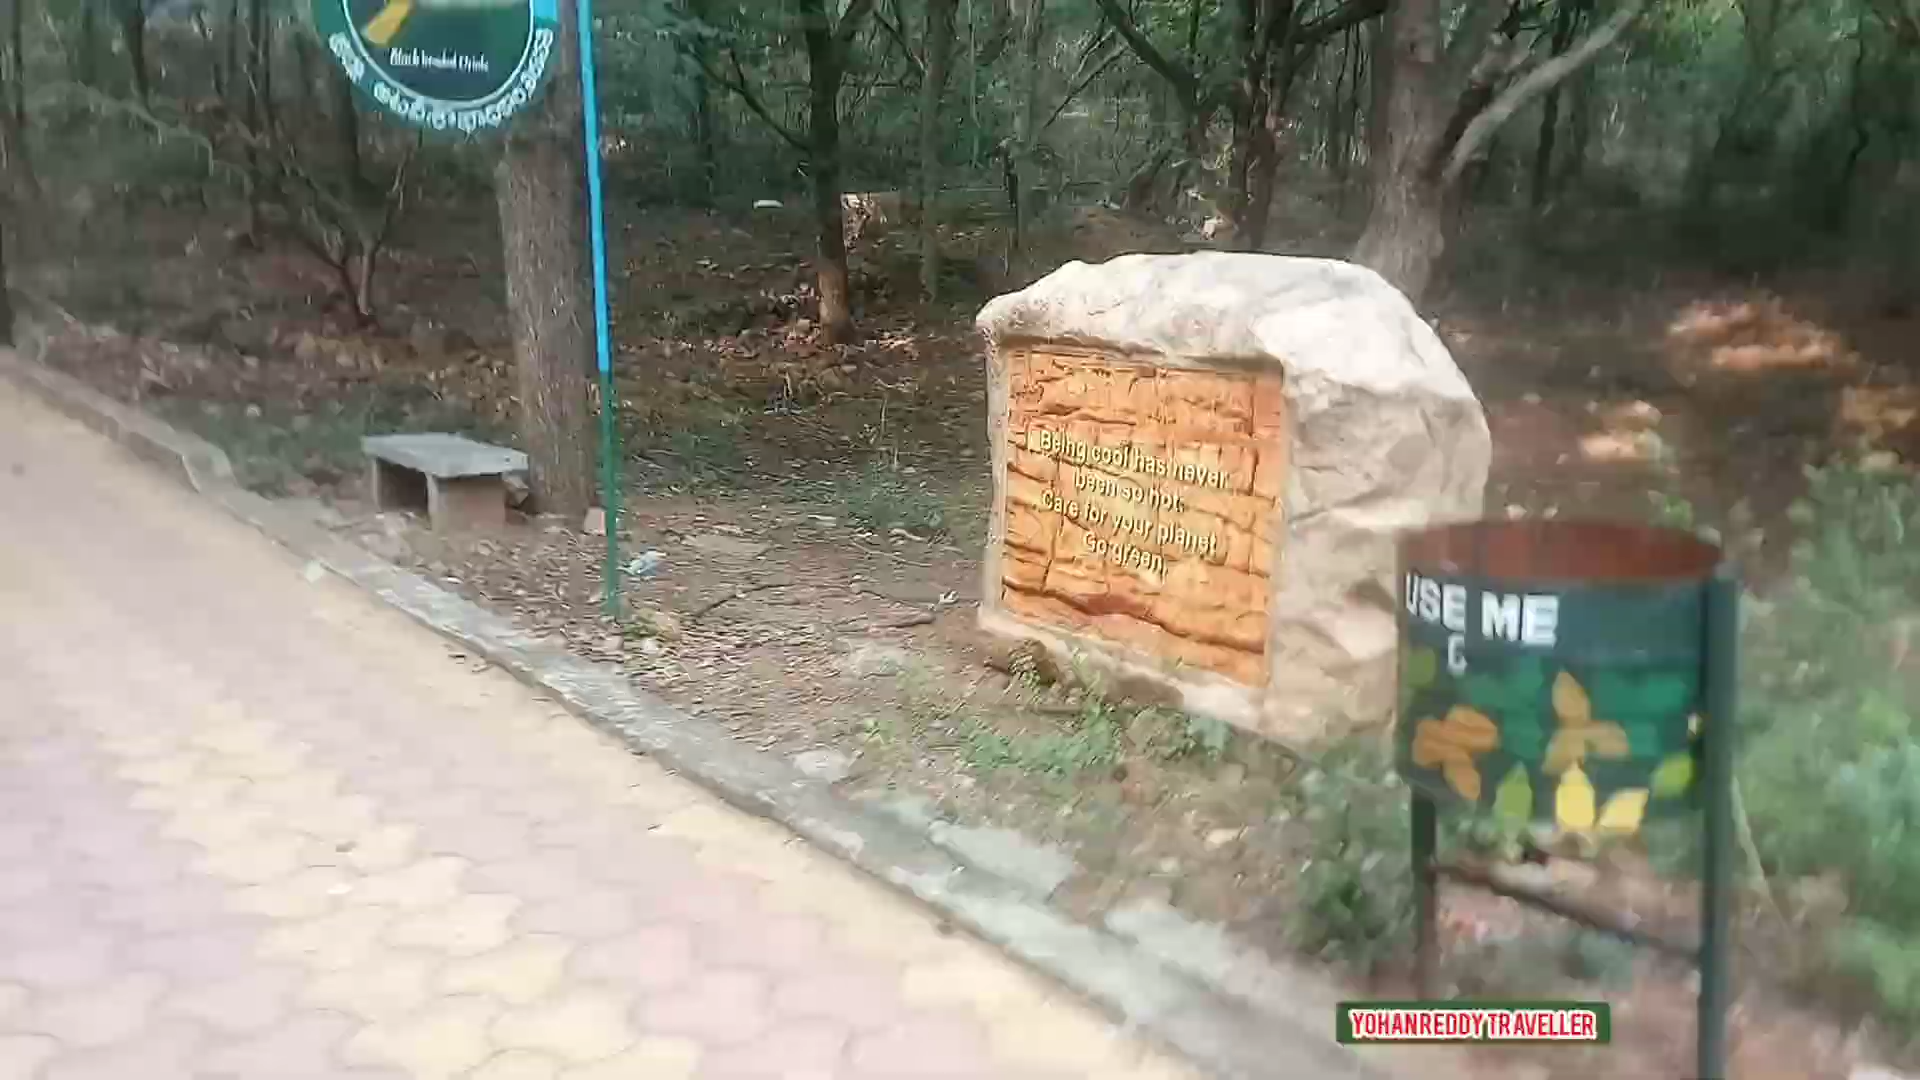 Black headed Oriole
Being cool has never
been so hot.
Care for your planet
Go green
USE ME
YOHANREDDY TRAVELLER